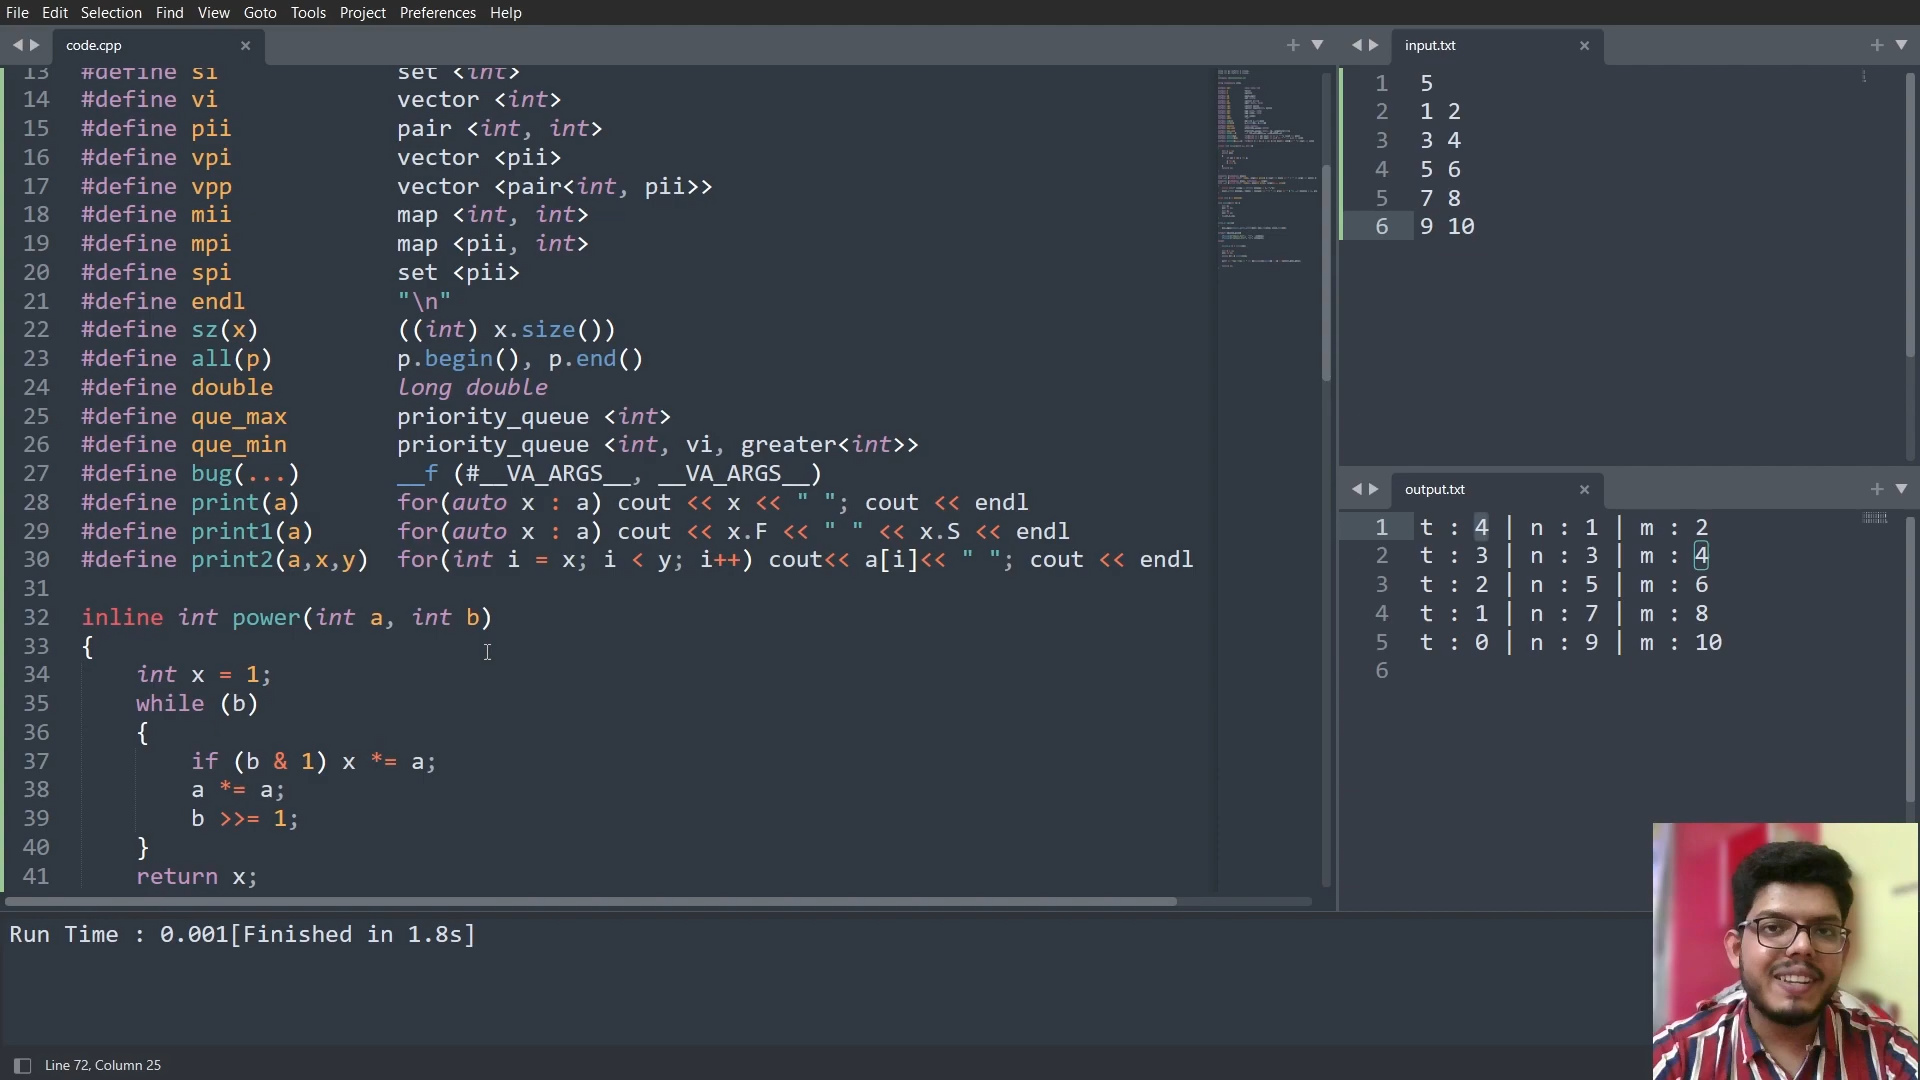 File Edit Selection Find View Goto Tools Project Preferences Help
code.cpp
13 #define si set <int>
14 #define vi vector <int>
15 #define pii pair <int, int>
16 #define vpi vector <pii>
17 #define vpp vector <pair<int, pii>>
18 #define mii map <int, int>
19 #define mpi map <pii, int>
20 #define spi set <pii>
21 #define endl "\n"
22 #define sz(x) ((int) x.size())
23 #define all(p) p.begin(), p.end()
24 #define double long double
25 #define que_max priority_queue <int>
26 #define que_min priority_queue <int, vi, greater<int>>
27 #define bug(...) __f (#__VA_ARGS__, __VA_ARGS__)
28 #define print(a) for(auto x : a) cout << x << " "; cout << endl
29 #define print1(a) for(auto x : a) cout << x.F << " " << x.S << endl
30 #define print2(a,x,y) for(int i = x; i < y; i++) cout<< a[i]<< " "; cout << endl
31
32 inline int power(int a, int b)
33 {
34 int x = 1;
35 while (b)
36 {
37 if (b & 1) x *= a;
38 a *= a;
39 b >>= 1;
40 }
41 return x;
input.txt
1 5
2 1 2
3 3 4
4 5 6
5 7 8
6 9 10
output.txt
1 t : 4 | n : 1 | m : 2
2 t : 3 | n : 3 | m : 4
3 t : 2 | n : 5 | m : 6
4 t : 1 | n : 7 | m : 8
5 t : 0 | n : 9 | m : 10
6
Run Time : 0.001[Finished in 1.8s]
Line 72, Column 25